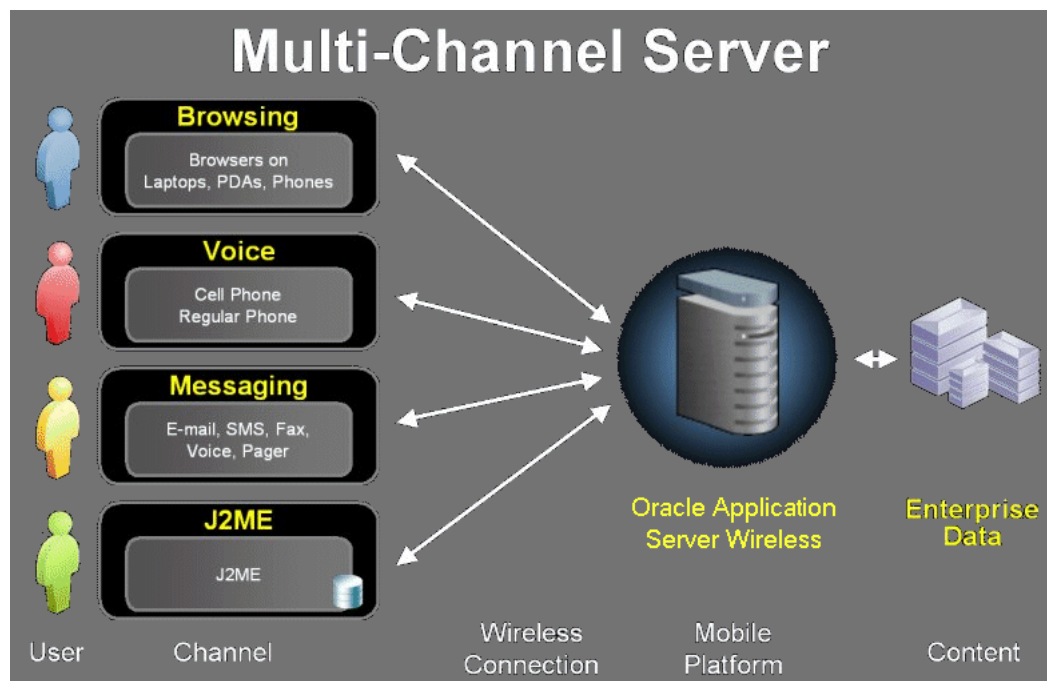 Multi-Channel Server
Browsing
Browsers on
Laptops, PDAs, Phones
Voice
Cell Phone
Regular Phone
Messaging
E-mail, SMS, Fax,
Voice, Pager
J2ME
J2ME
Oracle Application
Server Wireless
Enterprise
Data
User
Channel
Wireless
Connection
Mobile
Platform
Content